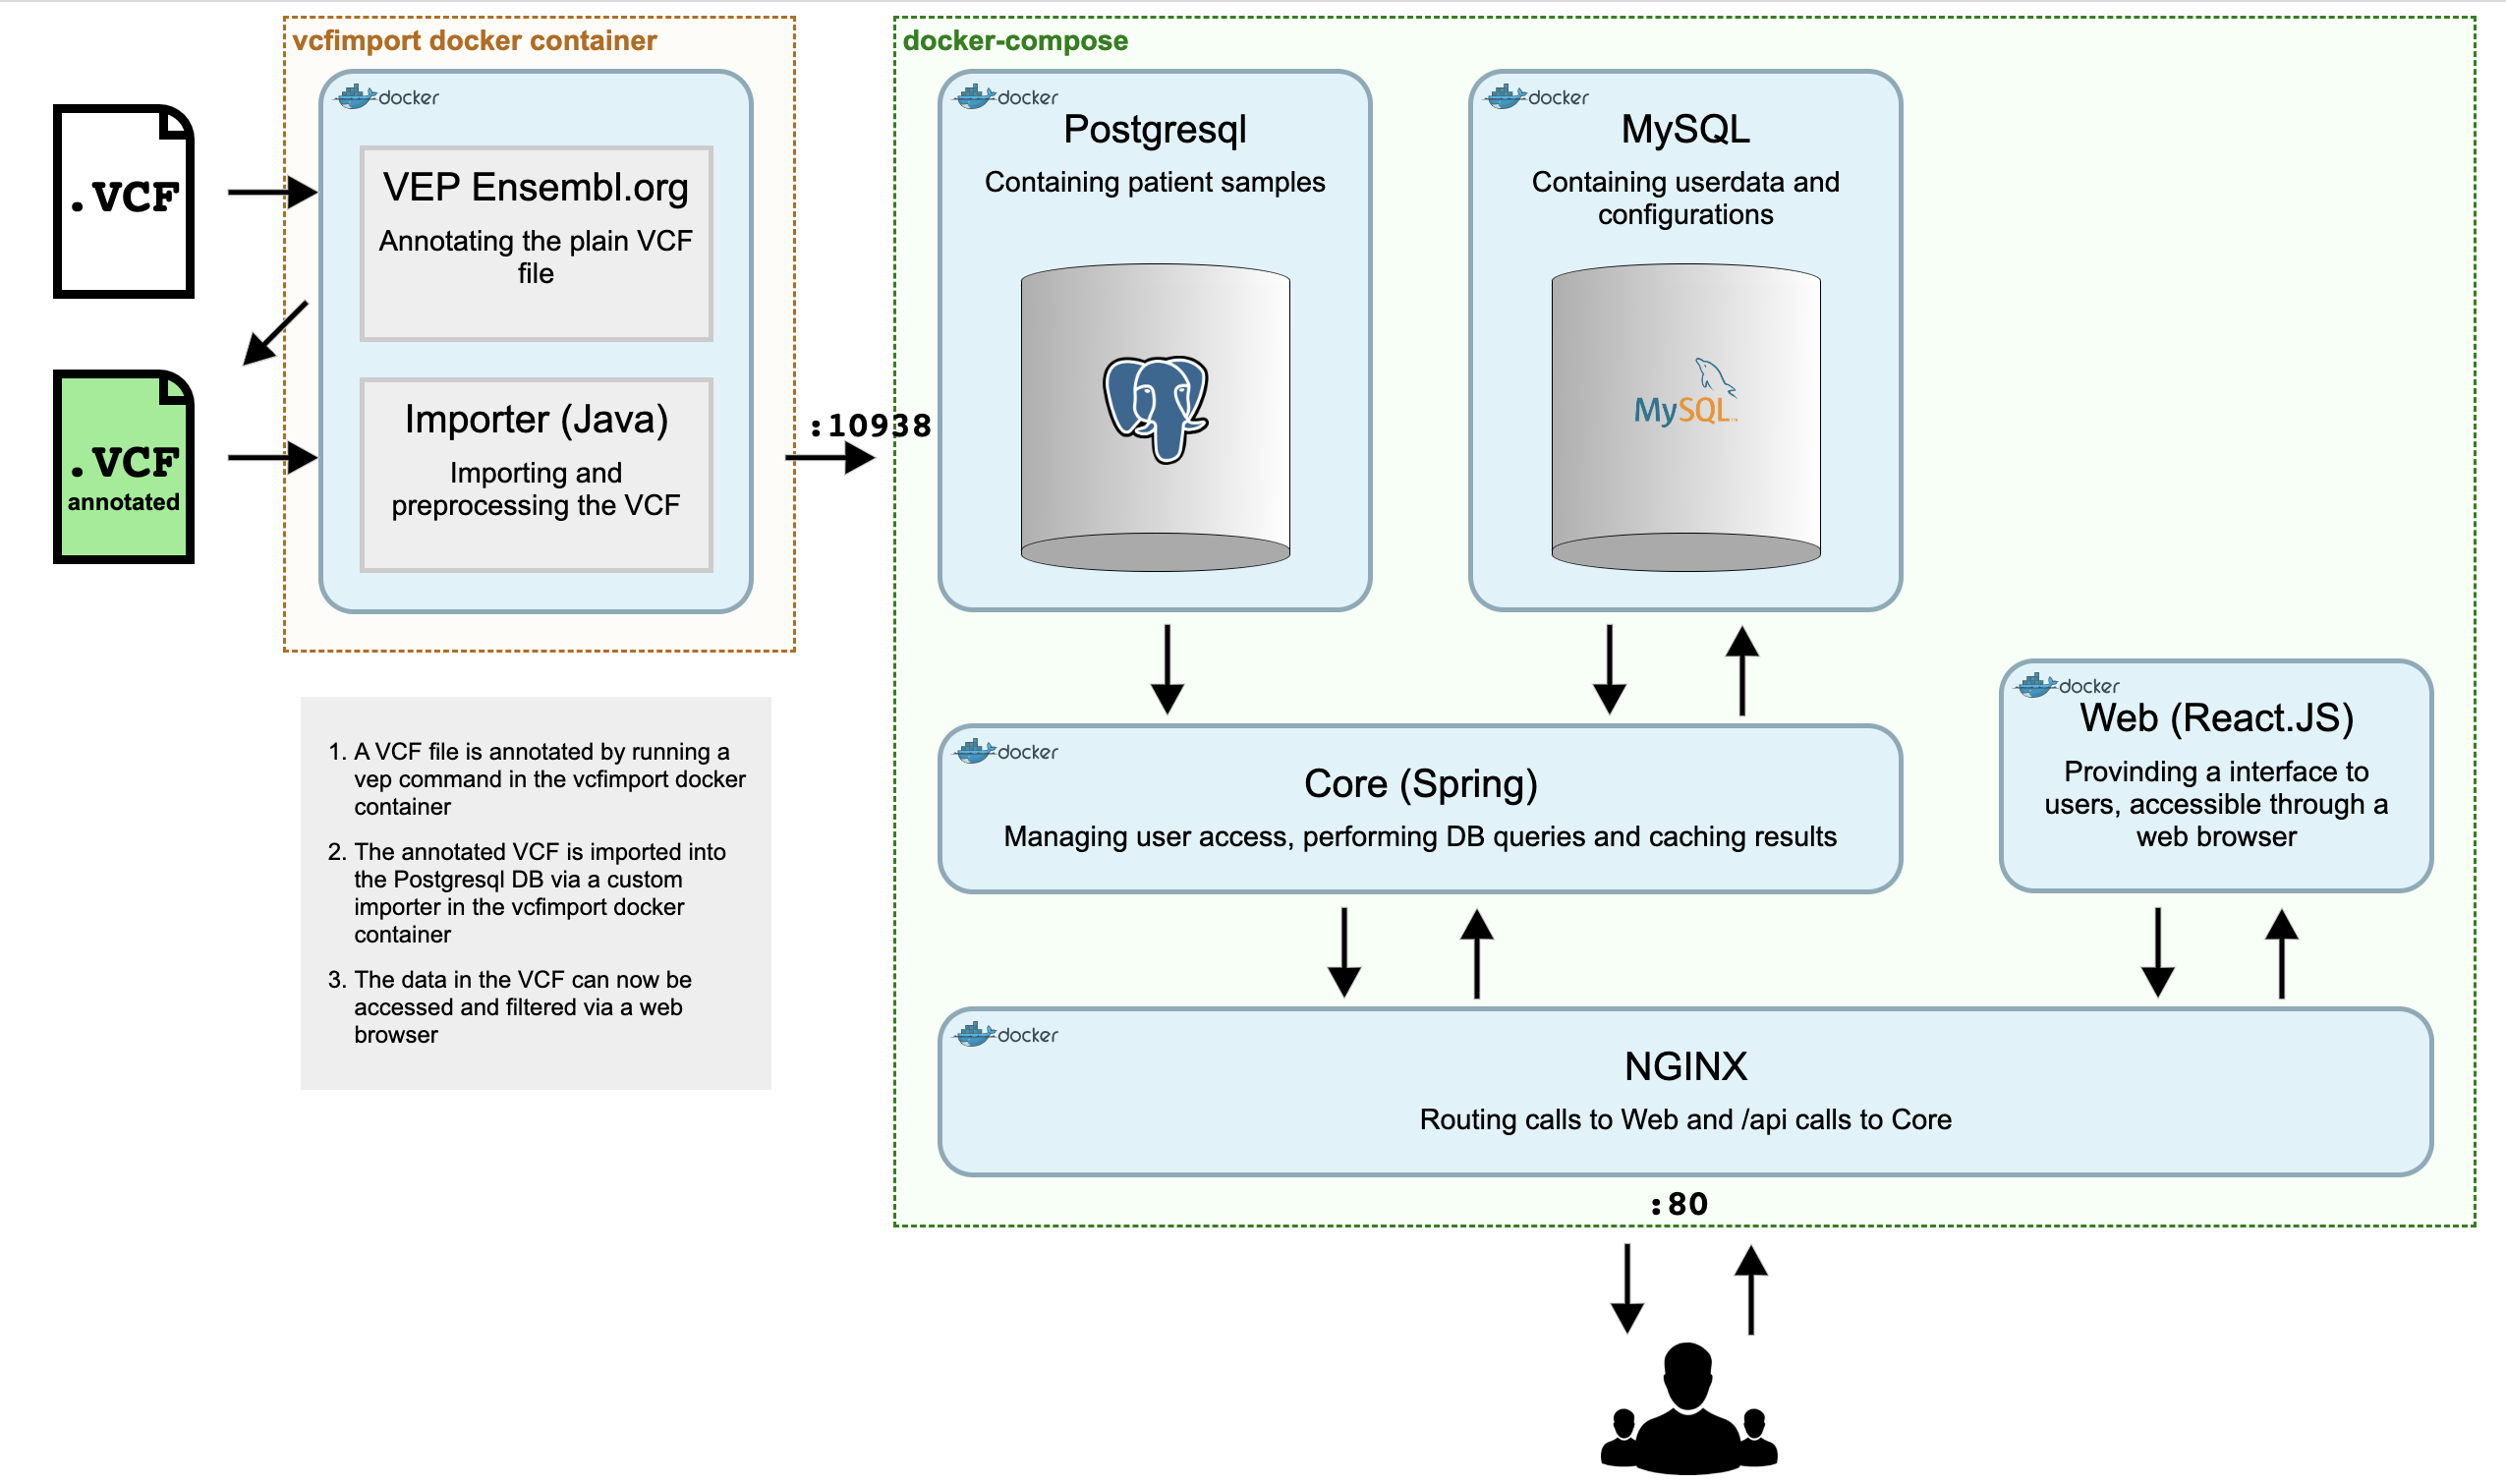 vcfimport docker container
docker
.VCF
VEP Ensembl.org
Annotating the plain VCF
file
.VCF
annotated
Importer (Java)
Importing and
preprocessing the VCF
:10938
1. A VCF file is annotated by running a
vep command in the vcfimport docker
container
2. The annotated VCF is imported into
the Postgresql DB via a custom
importer in the vcfimport docker
container
3. The data in the VCF can now be
accessed and filtered via a web
browser
docker-compose
docker
Postgresql
Containing patient samples
docker
MySQL
Containing userdata and
configurations
MySQL
docker
Core (Spring)
Managing user access, performing DB queries and caching results
docker
Web (React.JS)
Provinding a interface to
users, accessible through a
web browser
docker
NGINX
Routing calls to Web and /api calls to Core
:80